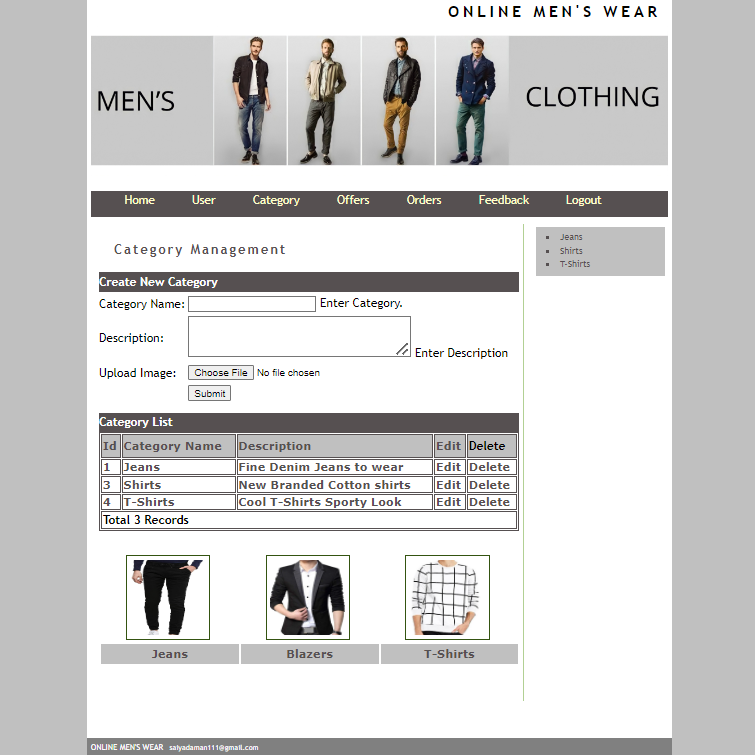 ONLINE MEN'S WEAR
MEN'S
CLOTHING
Home User Category Offers Orders Feedback Logout
Category Management
Create New Category
Category Name: Enter Category.
Description: Enter Description
Upload Image: Choose File No file chosen
Submit
Category List
Id Category Name Description Edit Delete
1 Jeans Fine Denim Jeans to wear Edit Delete
3 Shirts New Branded Cotton shirts Edit Delete
4 T-Shirts Cool T-Shirts Sporty Look Edit Delete
Total 3 Records
Jeans Blazers T-Shirts
Jeans
Shirts
T-Shirts
ONLINE MEN'S WEAR saiyadaman111@gmail.com